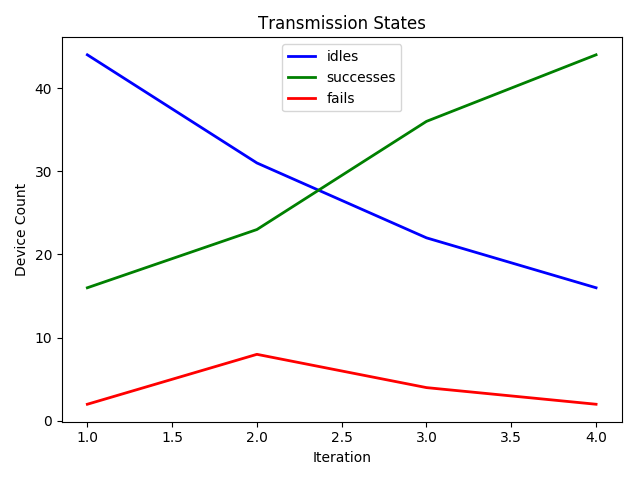 Transmission States
idles
successes
fails
Device Count
40
30
20
10
0
1.0 1.5 2.0 2.5 3.0 3.5 4.0
Iteration